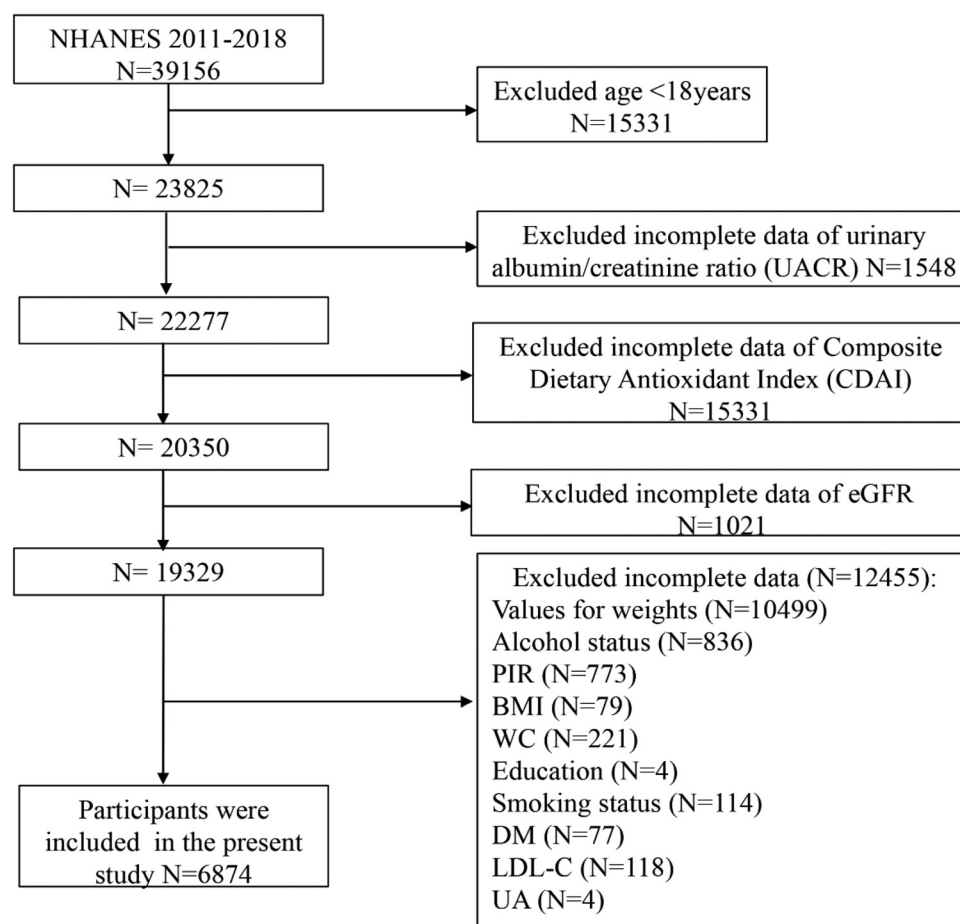 NHANES 2011-2018
N=39156
Excluded age <18years
N=15331
N= 23825
Excluded incomplete data of urinary
albumin/creatinine ratio (UACR) N=1548
N= 22277
Excluded incomplete data of Composite
Dietary Antioxidant Index (CDAI)
N=15331
N= 20350
Excluded incomplete data of eGFR
N=1021
N= 19329
Excluded incomplete data (N=12455):
Values for weights (N=10499)
Alcohol status (N=836)
PIR (N=773)
BMI (N=79)
WC (N=221)
Education (N=4)
Smoking status (N=114)
DM (N=77)
LDL-C (N=118)
UA (N=4)
Participants were
included in the present
study N=6874